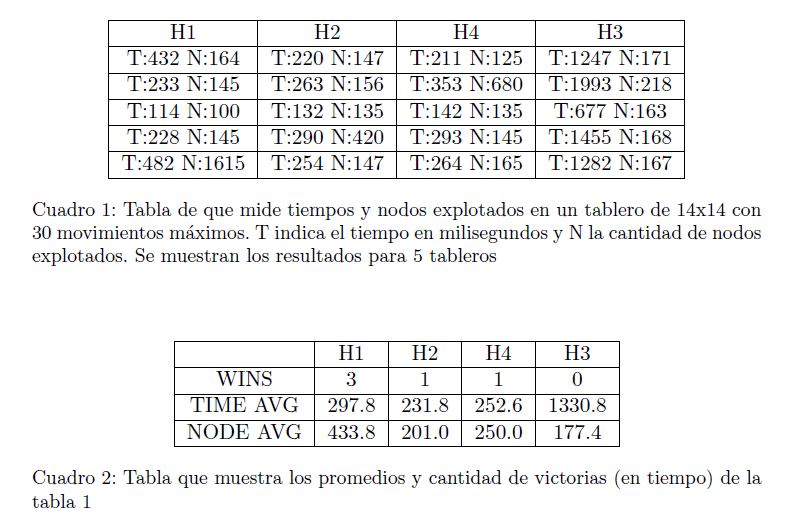 H1 H2 H4 H3
T:432 N:164 T:220 N:147 T:211 N:125 T:1247 N:171
T:233 N:145 T:263 N:156 T:353 N:680 T:1993 N:218
T:114 N:100 T:132 N:135 T:142 N:135 T:677 N:163
T:228 N:145 T:290 N:420 T:293 N:145 T:1455 N:168
T:482 N:1615 T:254 N:147 T:264 N:165 T:1282 N:167
Cuadro 1: Tabla de que mide tiempos y nodos explotados en un tablero de 14x14 con
30 movimientos máximos. T indica el tiempo en milisegundos y N la cantidad de nodos
explotados. Se muestran los resultados para 5 tableros
H1 H2 H4 H3
WINS 3 1 1 0
TIME AVG 297.8 231.8 252.6 1330.8
NODE AVG 433.8 201.0 250.0 177.4
Cuadro 2: Tabla que muestra los promedios y cantidad de victorias (en tiempo) de la
tabla 1